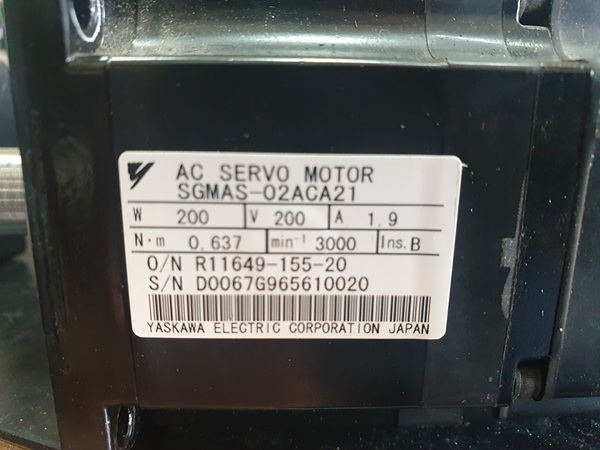 AC SERVO MOTOR
SGMAS-02ACA21
W 200 V 200 A 1.9
N·m 0.637 min⁻¹ 3000 Ins. B
O/N R11649-155-20
S/N D0067G965610020
YASKAWA ELECTRIC CORPORATION JAPAN